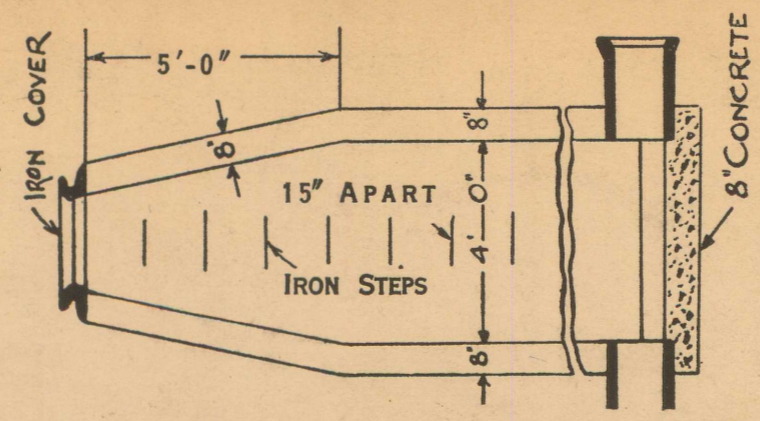 IRON COVER
5'-0"
8"
8"
15" APART
4'-0"
IRON STEPS
8"
8" CONCRETE